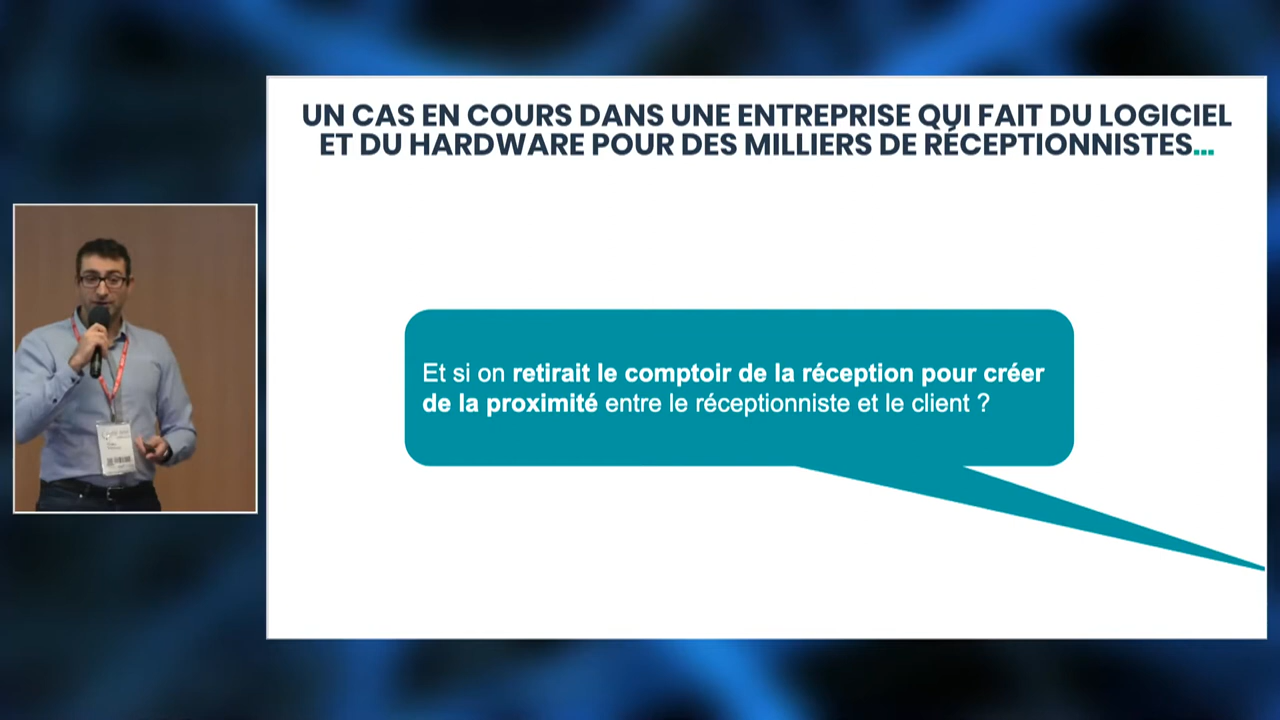 UN CAS EN COURS DANS UNE ENTREPRISE QUI FAIT DU LOGICIEL
ET DU HARDWARE POUR DES MILLIERS DE RÉCEPTIONNISTES...
Et si on retirait le comptoir de la réception pour créer
de la proximité entre le réceptionniste et le client ?